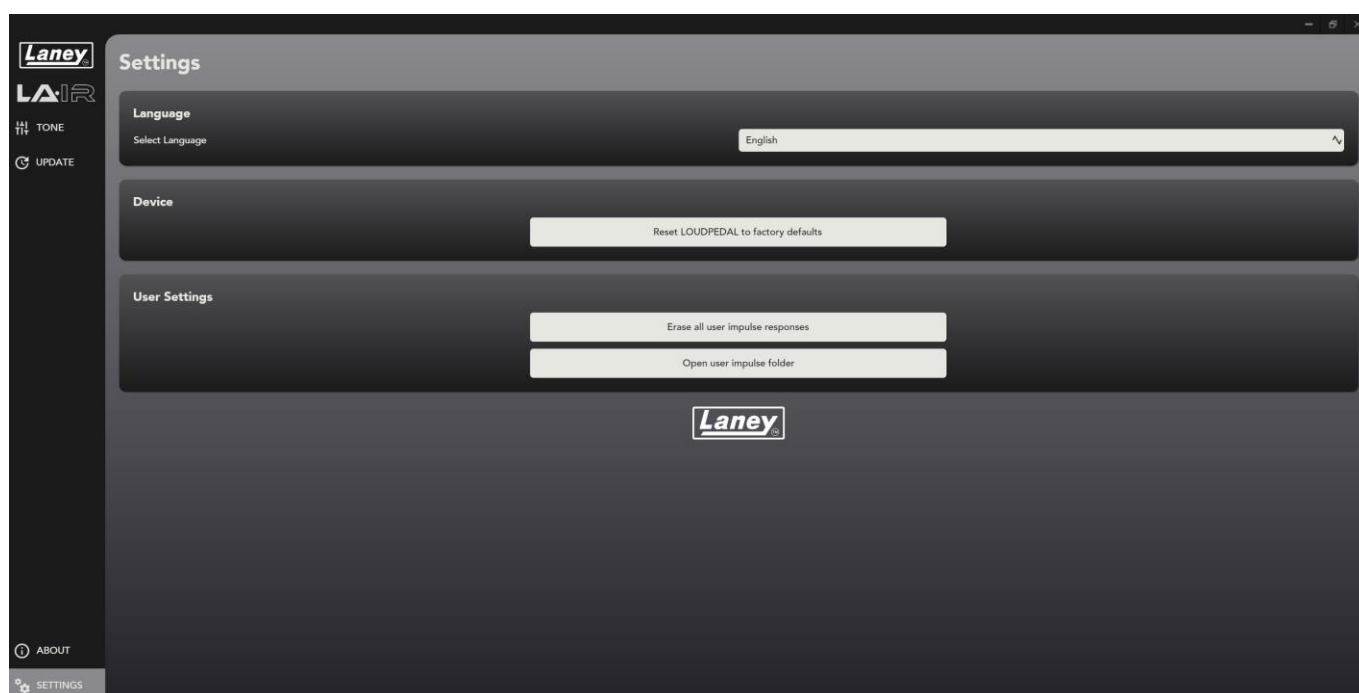 Laney
LA·IR
TONE
UPDATE
Settings
Language
Select Language
English
Device
Reset LOUDPEDAL to factory defaults
User Settings
Erase all user impulse responses
Open user impulse folder
Laney
ABOUT
SETTINGS